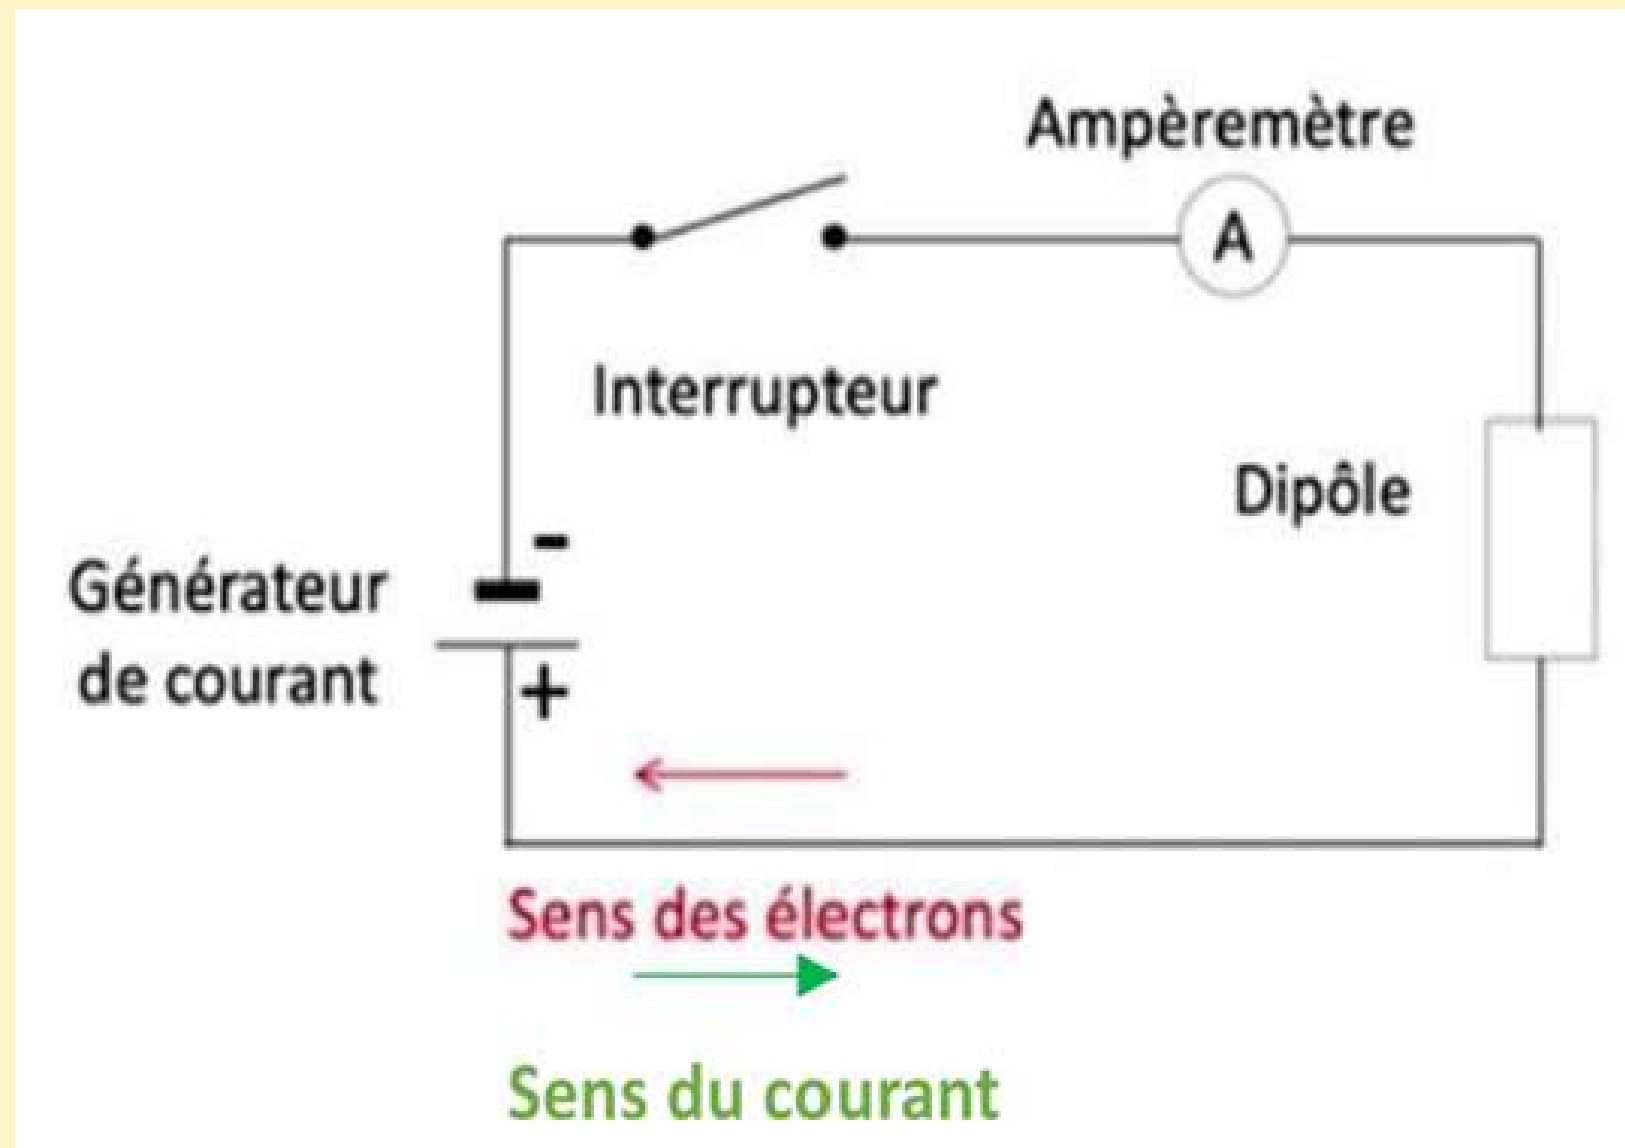 Ampèremètre
A
Interrupteur
Dipôle
-
Générateur
de courant
+
Sens des électrons
Sens du courant